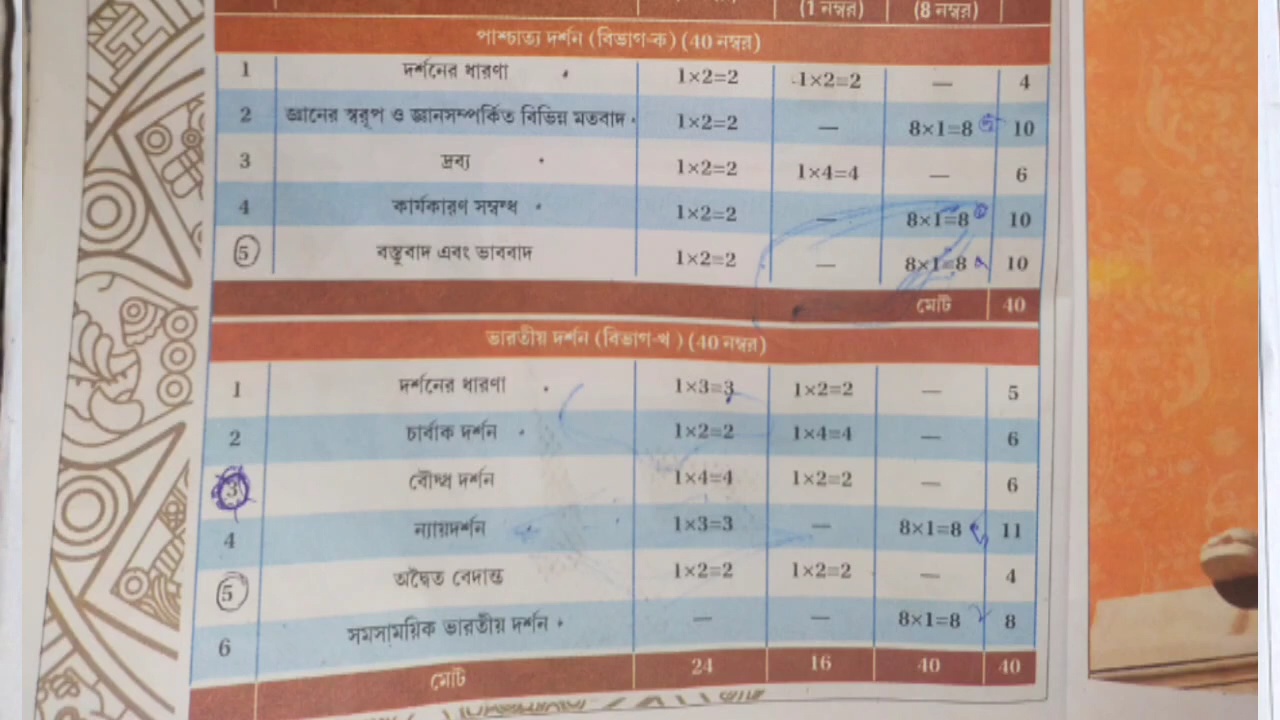 (1 নম্বর) (8 নম্বর)
পাশ্চাত্য দর্শন (বিভাগ-ক) (40 নম্বর)
1 দর্শনের ধারণা 1×2=2 1×2=2 — 4
2 জ্ঞানের স্বরূপ ও জ্ঞানসম্পর্কিত বিভিন্ন মতবাদ 1×2=2 — 8×1=8 10
3 দ্রব্য 1×2=2 1×4=4 — 6
4 কার্যকারণ সম্বন্ধ 1×2=2 — 8×1=8 10
5 বস্তুবাদ এবং ভাববাদ 1×2=2 — 8×1=8 10
মোট 40
ভারতীয় দর্শন (বিভাগ-খ) (40 নম্বর)
1 দর্শনের ধারণা 1×3=3 1×2=2 — 5
2 চার্বাক দর্শন 1×2=2 1×4=4 — 6
3 বৌদ্ধ দর্শন 1×4=4 1×2=2 — 6
4 ন্যায়দর্শন 1×3=3 — 8×1=8 11
5 অদ্বৈত বেদান্ত 1×2=2 1×2=2 — 4
6 সমসাময়িক ভারতীয় দর্শন — — 8×1=8 8
মোট 24 16 40 40